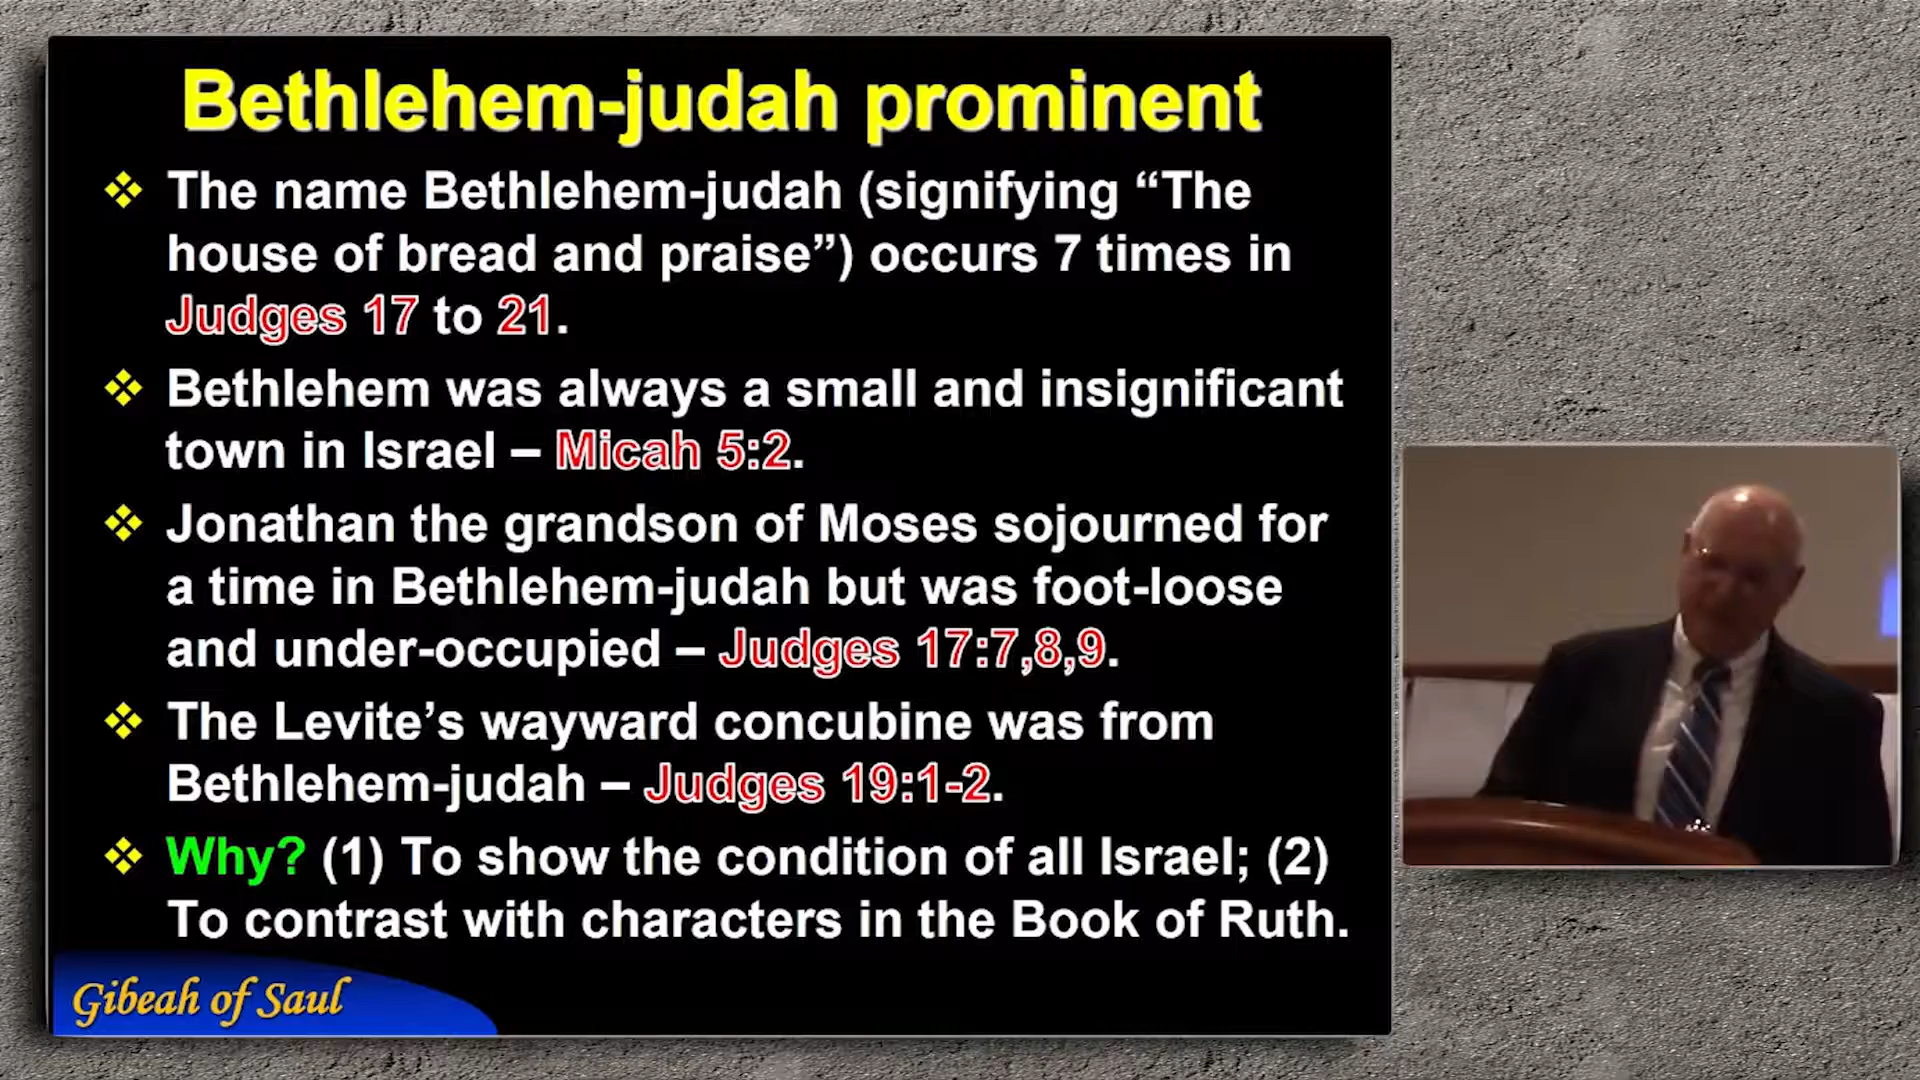 Bethlehem-judah prominent
❖ The name Bethlehem-judah (signifying “The
house of bread and praise”) occurs 7 times in
Judges 17 to 21.
❖ Bethlehem was always a small and insignificant
town in Israel – Micah 5:2.
❖ Jonathan the grandson of Moses sojourned for
a time in Bethlehem-judah but was foot-loose
and under-occupied – Judges 17:7,8,9.
❖ The Levite’s wayward concubine was from
Bethlehem-judah – Judges 19:1-2.
❖ Why? (1) To show the condition of all Israel; (2)
To contrast with characters in the Book of Ruth.
Gibeah of Saul